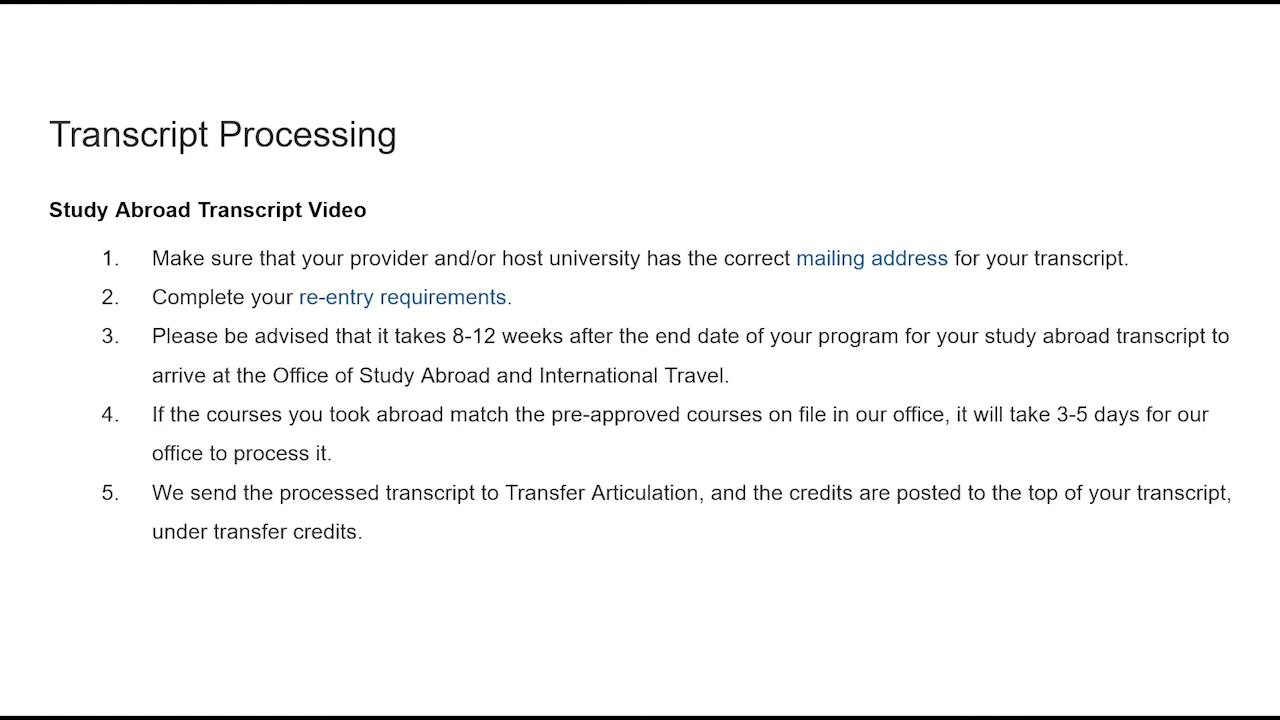 Transcript Processing
Study Abroad Transcript Video
1. Make sure that your provider and/or host university has the correct mailing address for your transcript.
2. Complete your re-entry requirements.
3. Please be advised that it takes 8-12 weeks after the end date of your program for your study abroad transcript to
arrive at the Office of Study Abroad and International Travel.
4. If the courses you took abroad match the pre-approved courses on file in our office, it will take 3-5 days for our
office to process it.
5. We send the processed transcript to Transfer Articulation, and the credits are posted to the top of your transcript,
under transfer credits.